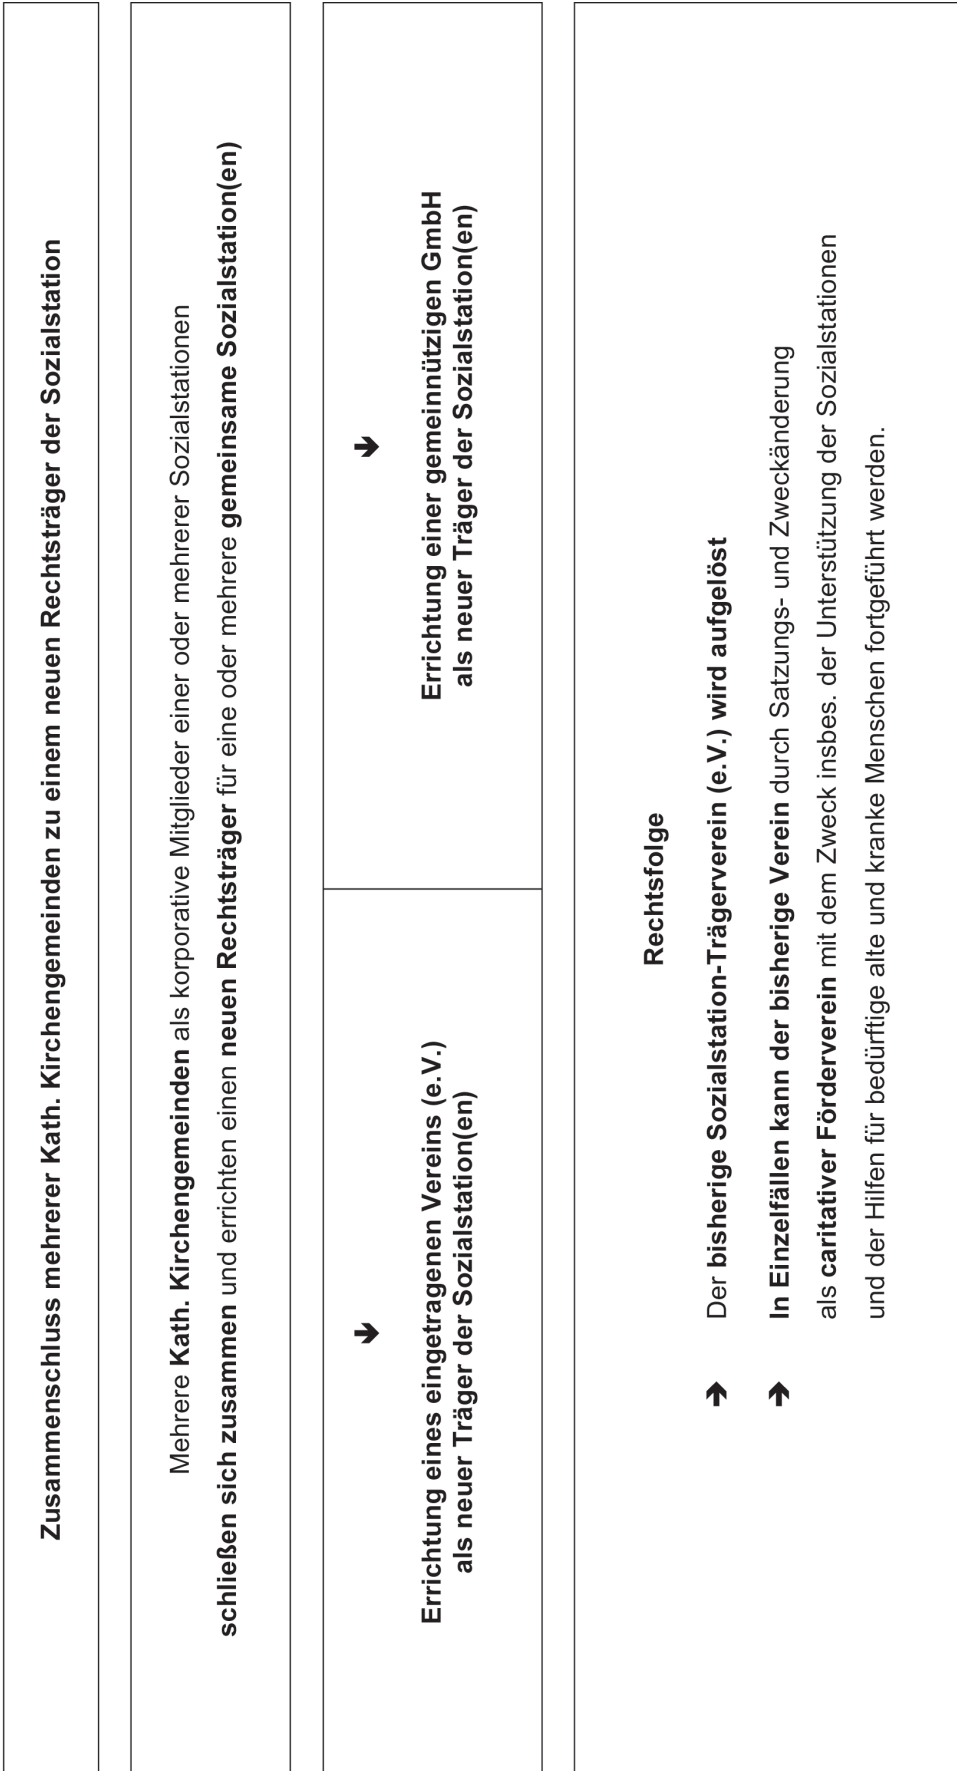 Zusammenschluss mehrerer Kath. Kirchengemeinden zu einem neuen Rechtsträger der Sozialstation
Mehrere Kath. Kirchengemeinden als korporative Mitglieder einer oder mehrerer Sozialstationen
schließen sich zusammen und errichten einen neuen Rechtsträger für eine oder mehrere gemeinsame Sozialstation(en)
Errichtung eines eingetragenen Vereins (e.V.)
als neuer Träger der Sozialstation(en)
Errichtung einer gemeinnützigen GmbH
als neuer Träger der Sozialstation(en)
Rechtsfolge
➔ Der bisherige Sozialstation-Trägerverein (e.V.) wird aufgelöst
➔ In Einzelfällen kann der bisherige Verein durch Satzungs- und Zweckänderung
als caritativer Förderverein mit dem Zweck insbes. der Unterstützung der Sozialstationen
und der Hilfen für bedürftige alte und kranke Menschen fortgeführt werden.